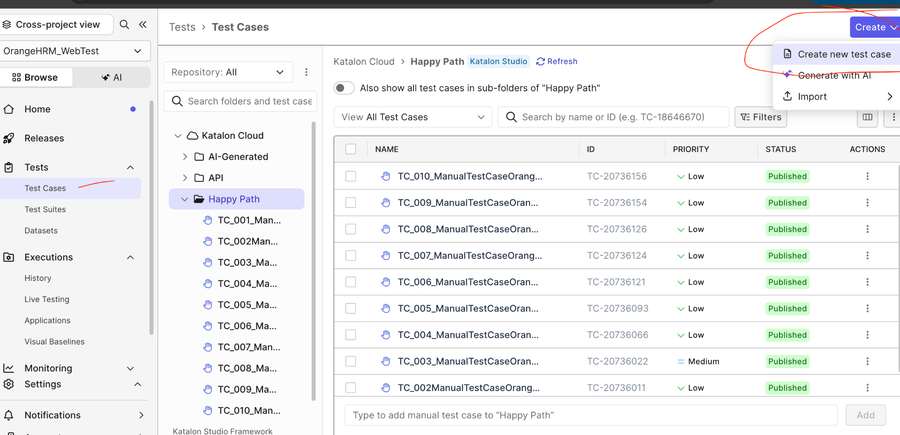 Cross-project view
OrangeHRM_WebTest
Browse
AI
Home
Releases
Tests
Test Cases
Test Suites
Datasets
Executions
History
Live Testing
Applications
Visual Baselines
Monitoring
Settings
Notifications
Tests > Test Cases
Create
Create new test case
Generate with AI
Import
Repository: All
Search folders and test case
Katalon Cloud
AI-Generated
API
Happy Path
TC_001_Man...
TC_002Man...
TC_003_Ma...
TC_004_Ma...
TC_005_Ma...
TC_006_Ma...
TC_007_Man...
TC_008_Ma...
TC_009_Ma...
TC_010_Man...
Katalon Studio Framework
Katalon Cloud > Happy Path Katalon Studio Refresh
Also show all test cases in sub-folders of "Happy Path"
View All Test Cases
Search by name or ID (e.g. TC-18646670)
Filters
NAME ID PRIORITY STATUS ACTIONS
TC_010_ManualTestCaseOrang... TC-20736156 Low Published
TC_009_ManualTestCaseOran... TC-20736154 Low Published
TC_008_ManualTestCaseOran... TC-20736126 Low Published
TC_007_ManualTestCaseOrang... TC-20736124 Low Published
TC_006_ManualTestCaseOran... TC-20736121 Low Published
TC_005_ManualTestCaseOran... TC-20736093 Low Published
TC_004_ManualTestCaseOran... TC-20736066 Low Published
TC_003_ManualTestCaseOran... TC-20736022 Medium Published
TC_002ManualTestCaseOrang... TC-20736011 Low Published
Type to add manual test case to "Happy Path"
Add